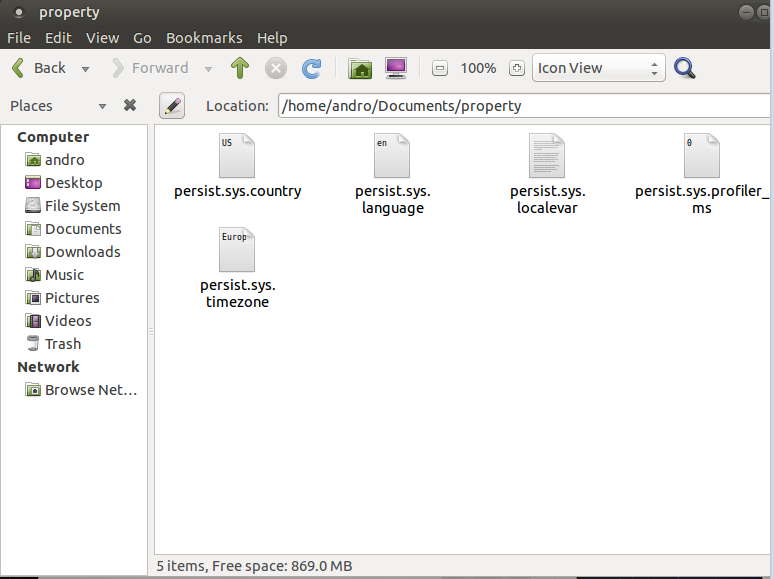 property
File Edit View Go Bookmarks Help
Back Forward 100% Icon View
Places Location: /home/andro/Documents/property
Computer
andro
Desktop
File System
Documents
Downloads
Music
Pictures
Videos
Trash
Network
Browse Net...
US
persist.sys.country
en
persist.sys.
language
persist.sys.
localevar
0
persist.sys.profiler_
ms
Europ
persist.sys.
timezone
5 items, Free space: 869.0 MB